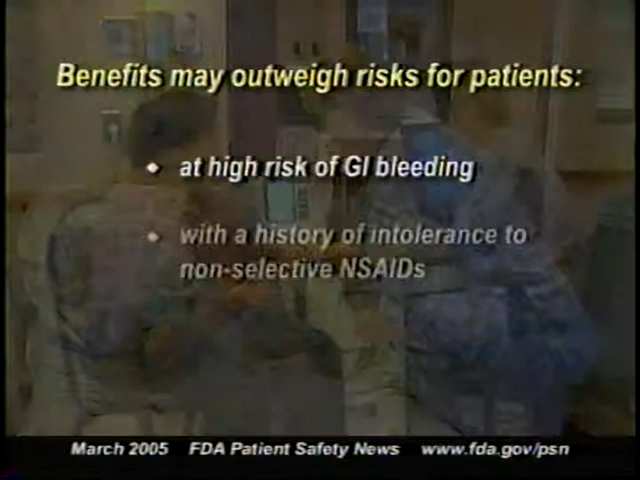 Benefits may outweigh risks for patients:
• at high risk of GI bleeding
• with a history of intolerance to
non-selective NSAIDs
March 2005 FDA Patient Safety News www.fda.gov/psn